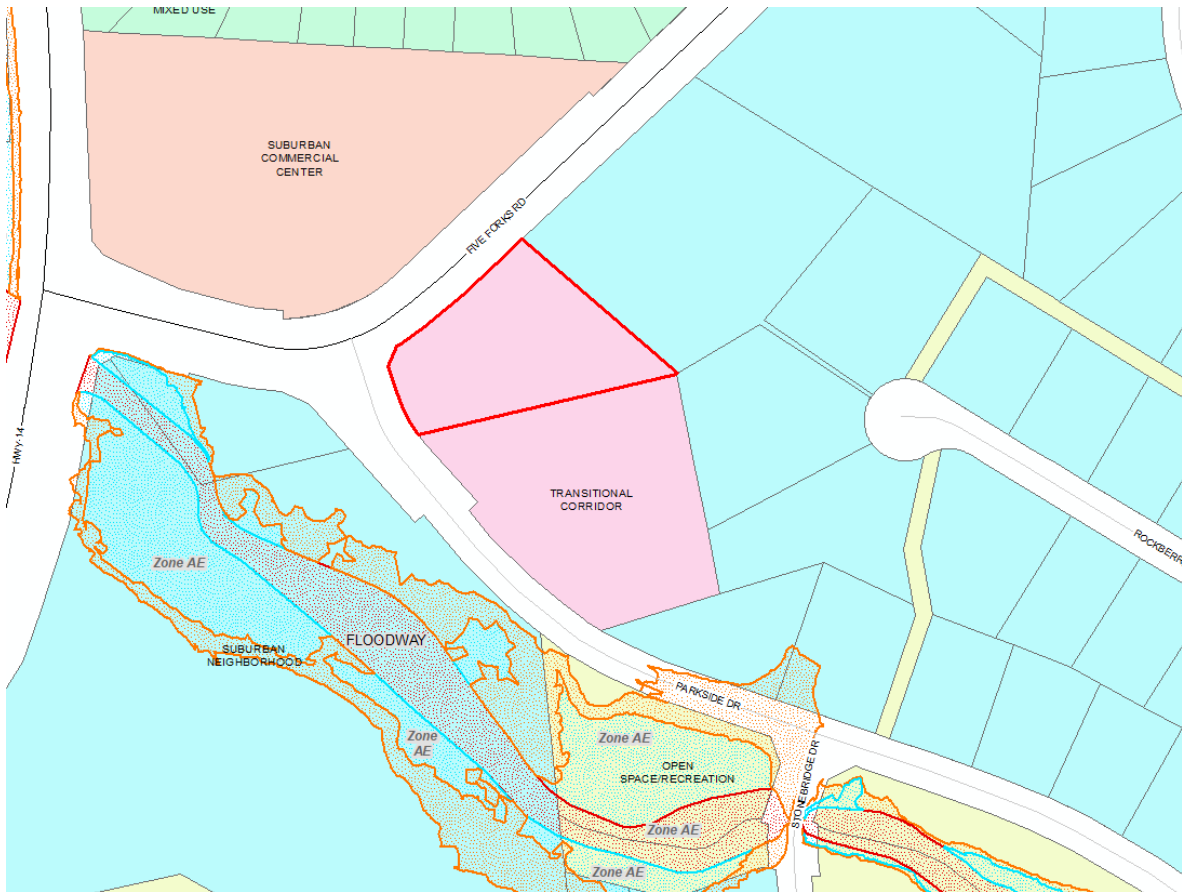 MIXED USE
SUBURBAN
COMMERCIAL
CENTER
FIVE FORKS RD
HWY-14
TRANSITIONAL
CORRIDOR
ROCKBERR
Zone AE
FLOODWAY
SUBURBAN
NEIGHBORHOOD
PARKSIDE DR
Zone
AE
Zone AE
OPEN
SPACE/RECREATION
STONEBRIDGE DR
Zone AE
Zone AE